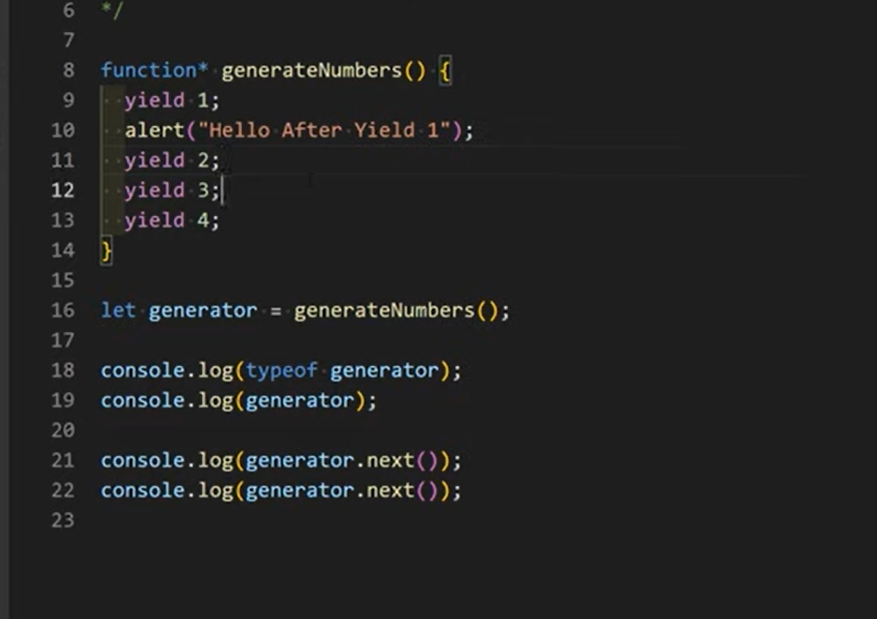 6 */
7
8 function* generateNumbers() {
9 yield 1;
10 alert("Hello After Yield 1");
11 yield 2;
12 yield 3;
13 yield 4;
14 }
15
16 let generator = generateNumbers();
17
18 console.log(typeof generator);
19 console.log(generator);
20
21 console.log(generator.next());
22 console.log(generator.next());
23